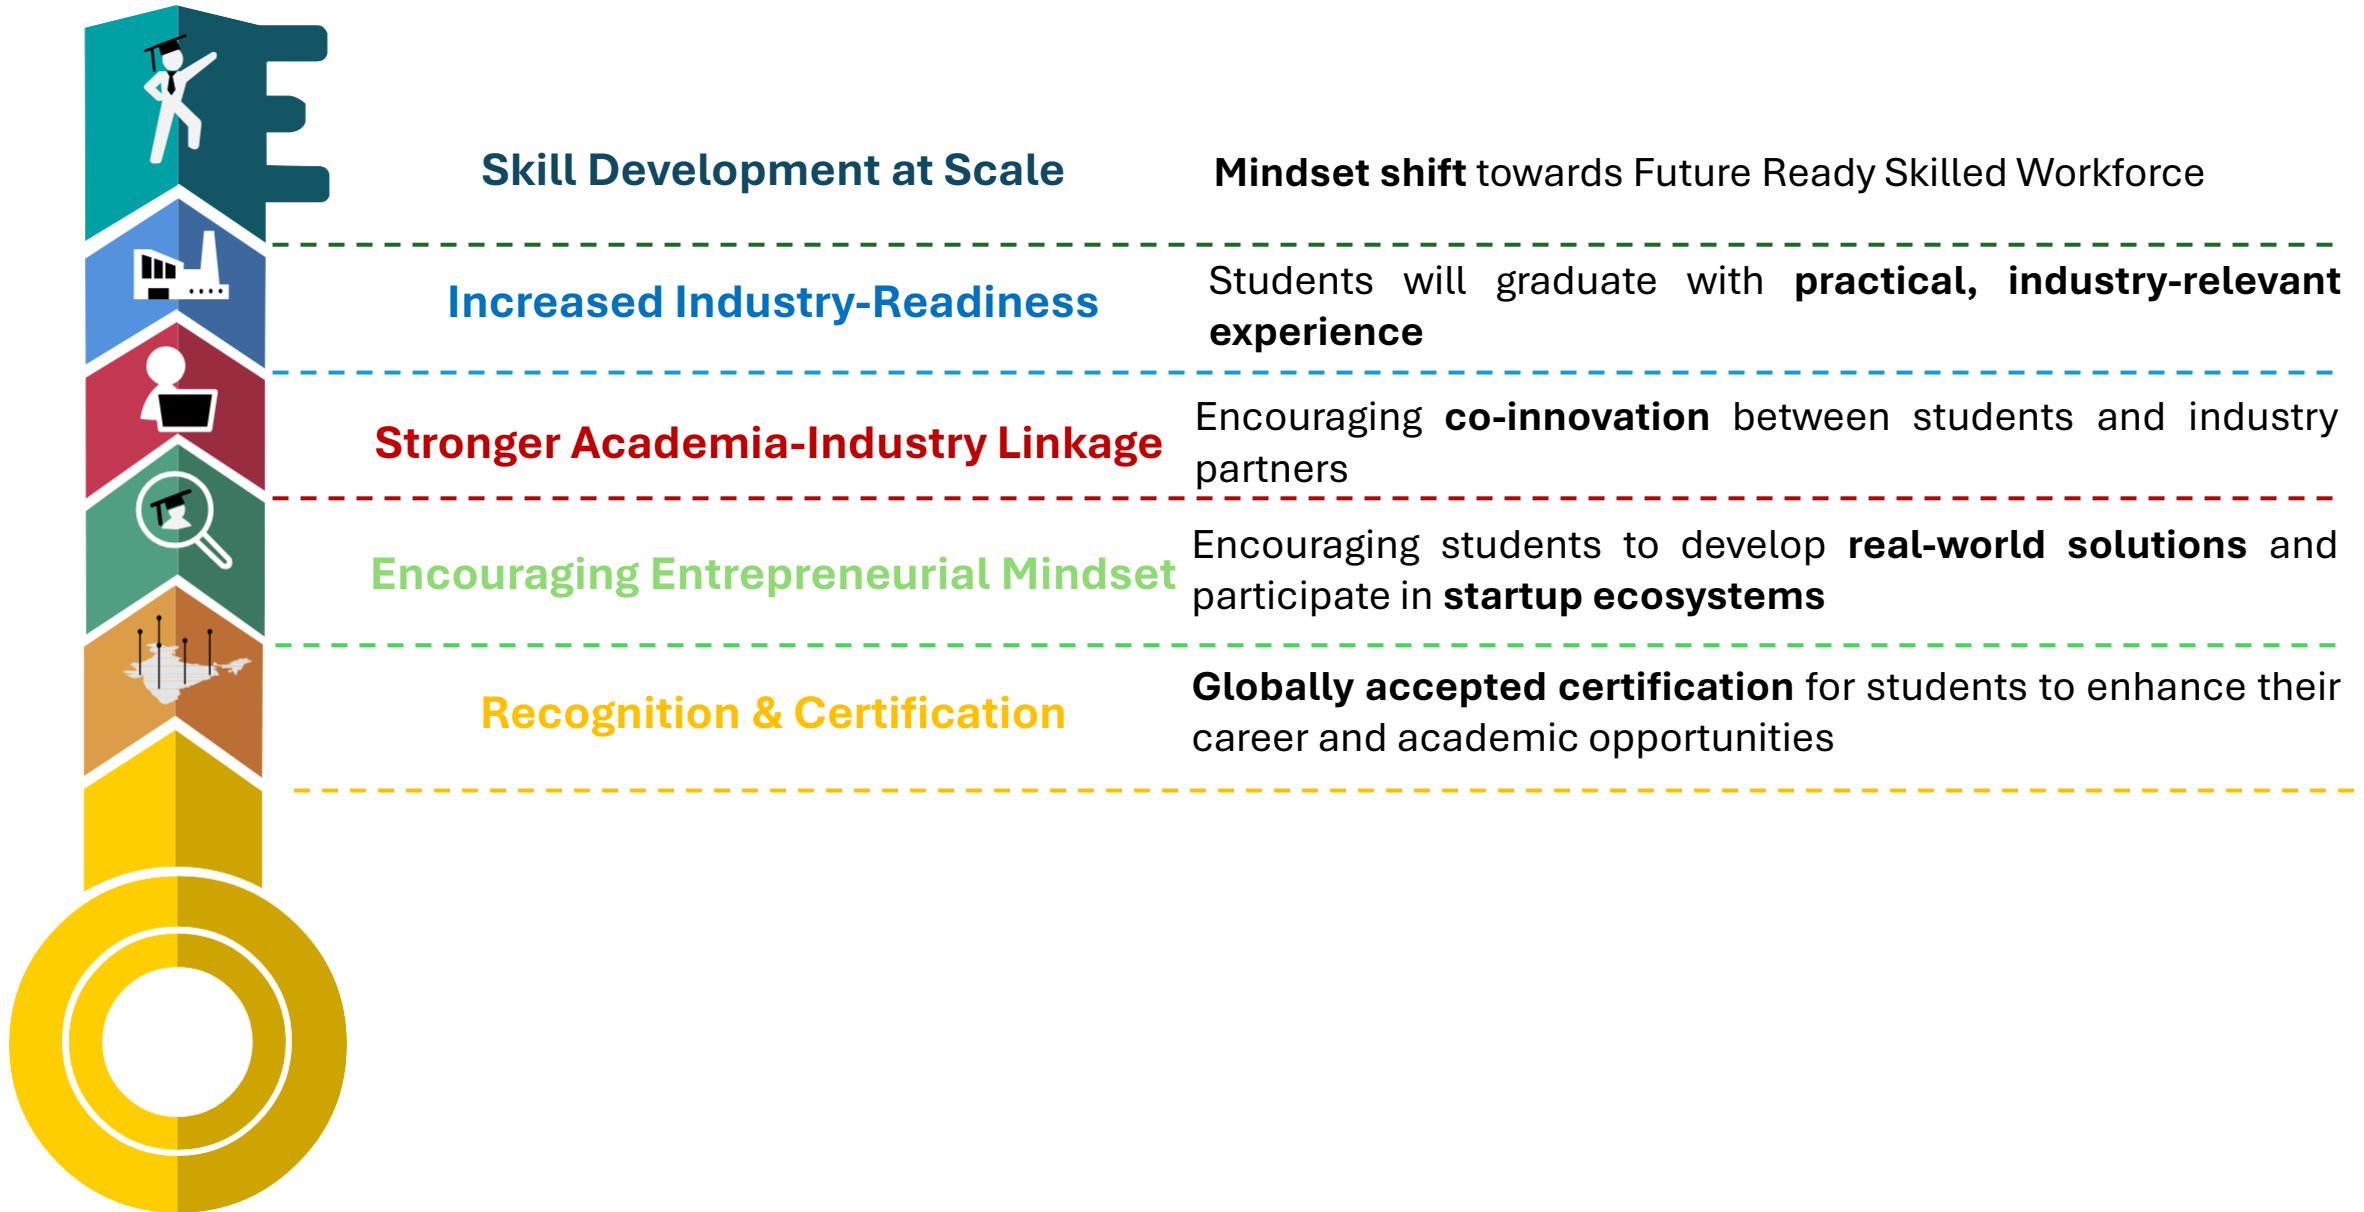 Skill Development at Scale
Mindset shift towards Future Ready Skilled Workforce
Increased Industry-Readiness
Students will graduate with practical, industry-relevant
experience
Stronger Academia-Industry Linkage
Encouraging co-innovation between students and industry
partners
Encouraging Entrepreneurial Mindset
Encouraging students to develop real-world solutions and
participate in startup ecosystems
Recognition & Certification
Globally accepted certification for students to enhance their
career and academic opportunities